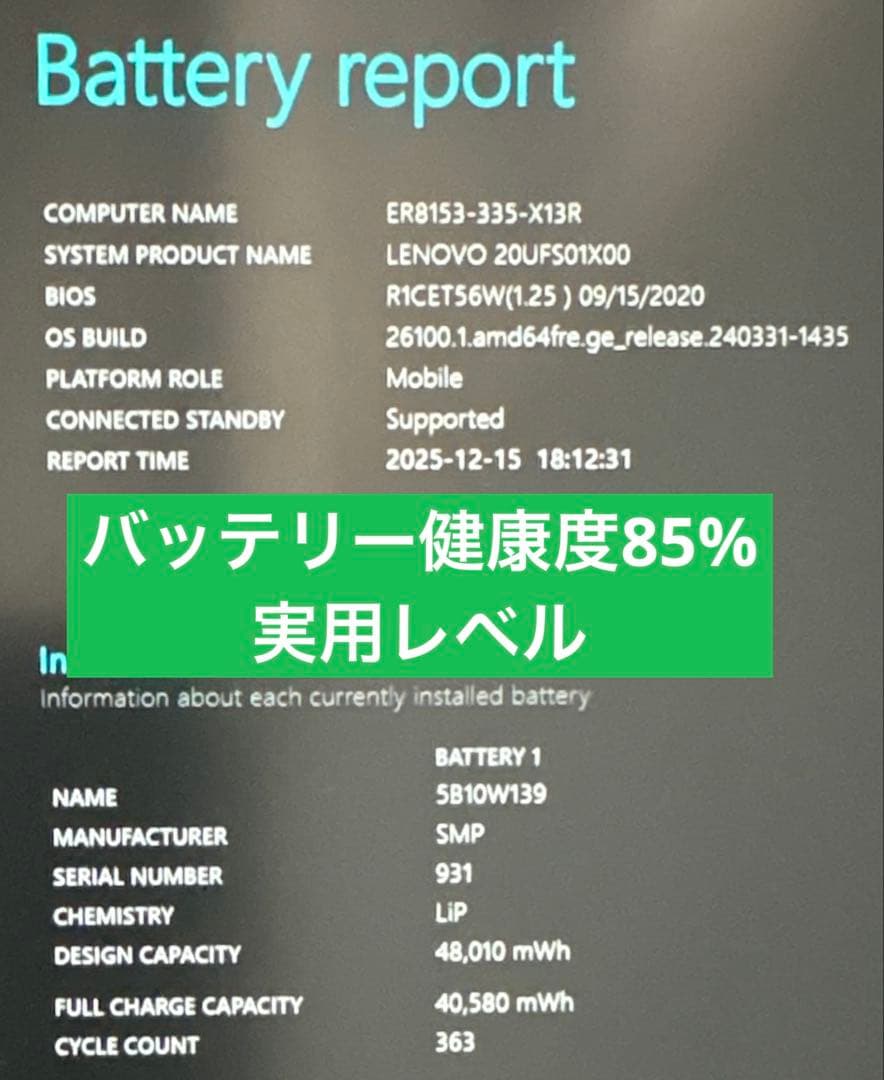 Battery report
COMPUTER NAME ER8153-335-X13R
SYSTEM PRODUCT NAME LENOVO 20UFS01X00
BIOS R1CET56W(1.25 ) 09/15/2020
OS BUILD 26100.1.amd64fre.ge_release.240331-1435
PLATFORM ROLE Mobile
CONNECTED STANDBY Supported
REPORT TIME 2025-12-15 18:12:31
バッテリー健康度85%
実用レベル
In
Information about each currently installed battery
BATTERY 1
NAME 5B10W139
MANUFACTURER SMP
SERIAL NUMBER 931
CHEMISTRY LiP
DESIGN CAPACITY 48,010 mWh
FULL CHARGE CAPACITY 40,580 mWh
CYCLE COUNT 363